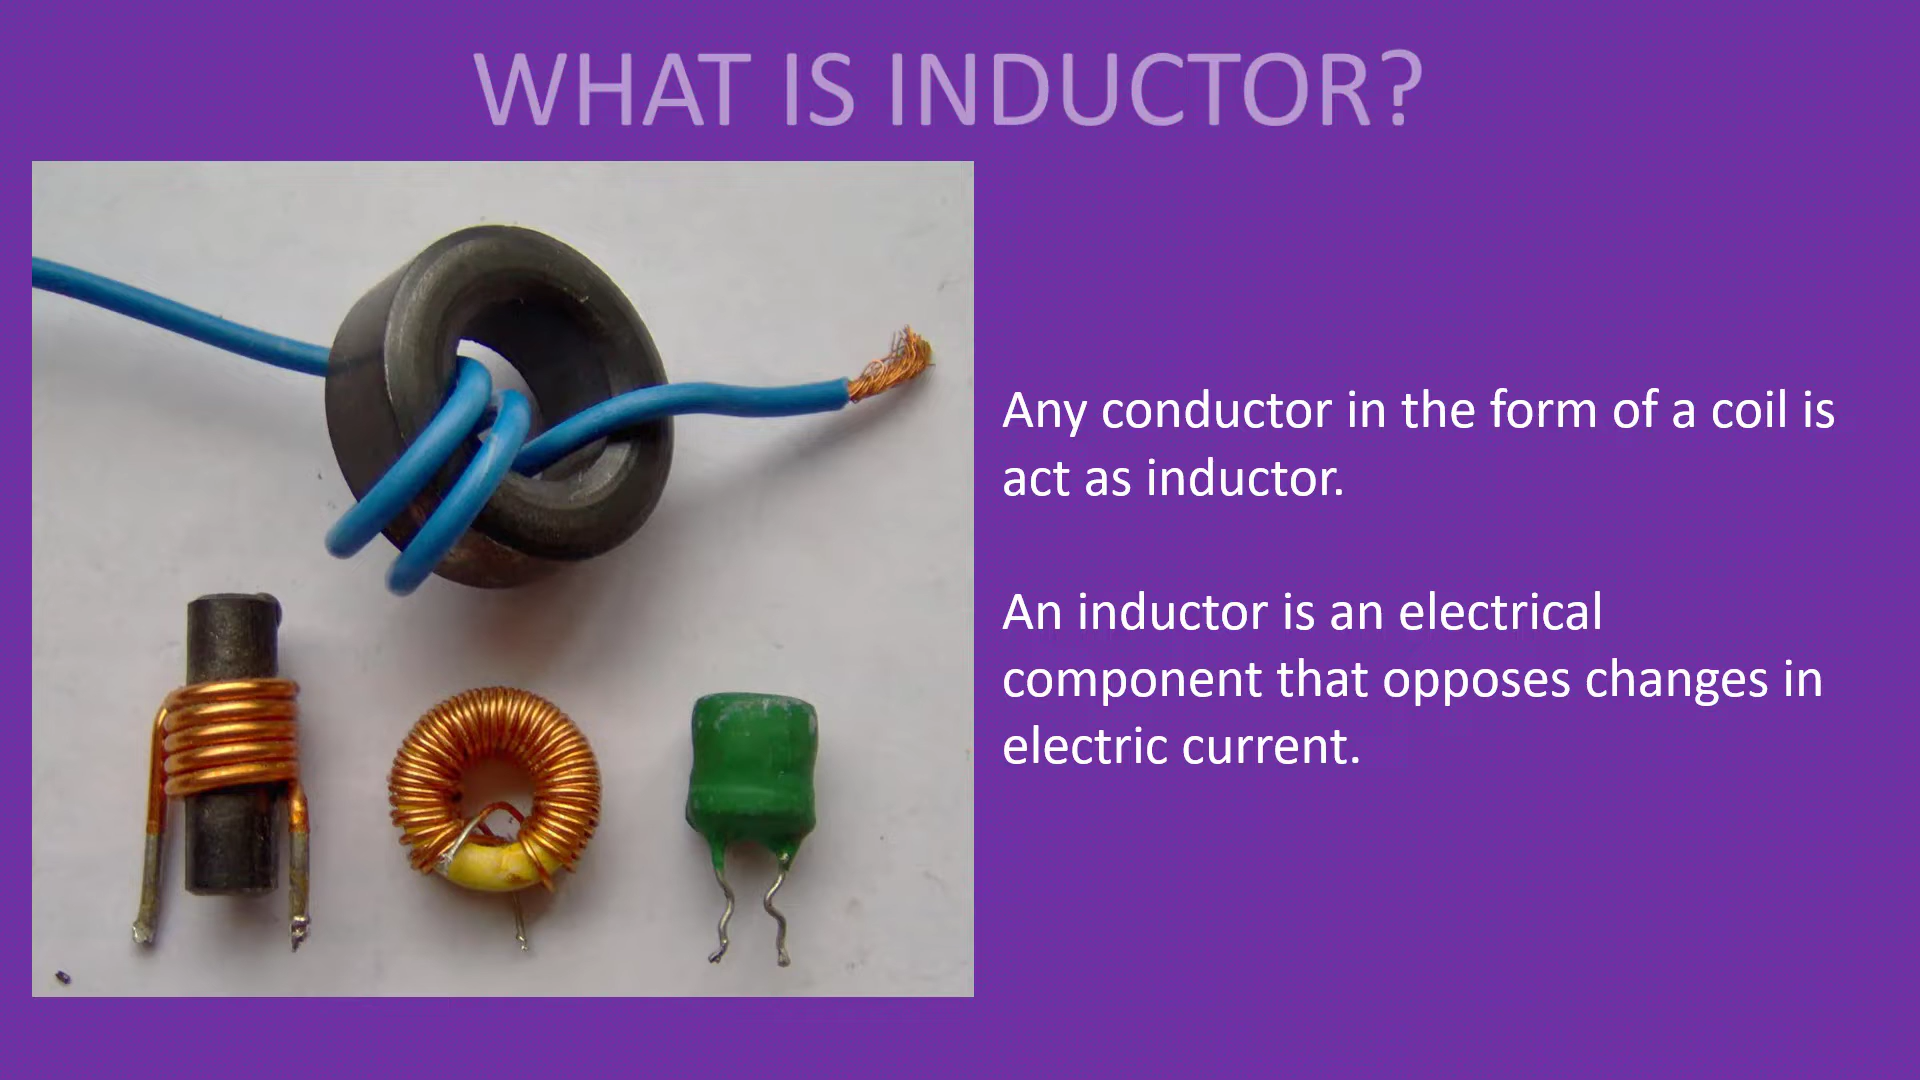 WHAT IS INDUCTOR?
Any conductor in the form of a coil is
act as inductor.
An inductor is an electrical
component that opposes changes in
electric current.